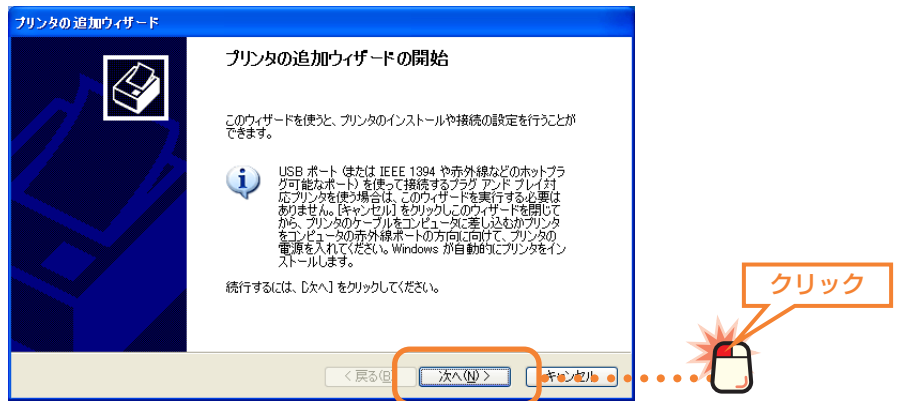 プリンタの追加ウィザード
プリンタの追加ウィザードの開始
このウィザードを使うと、プリンタのインストールや接続の設定を行うことが
できます。
USB ポート (または IEEE 1394 や赤外線などのホットプラ
グ可能なポート) を使って接続するプラグ アンド プレイ対
応プリンタを使う場合は、このウィザードを実行する必要は
ありません。[キャンセル] をクリックしこのウィザードを閉じて
から、プリンタのケーブルをコンピュータに差し込むかプリンタ
をコンピュータの赤外線ポートの方向に向けて、プリンタの
電源を入れてください。Windows が自動的にプリンタをイン
ストールします。
続行するには、[次へ] をクリックしてください。
クリック
< 戻る(B 次へ(N) > キャンセル